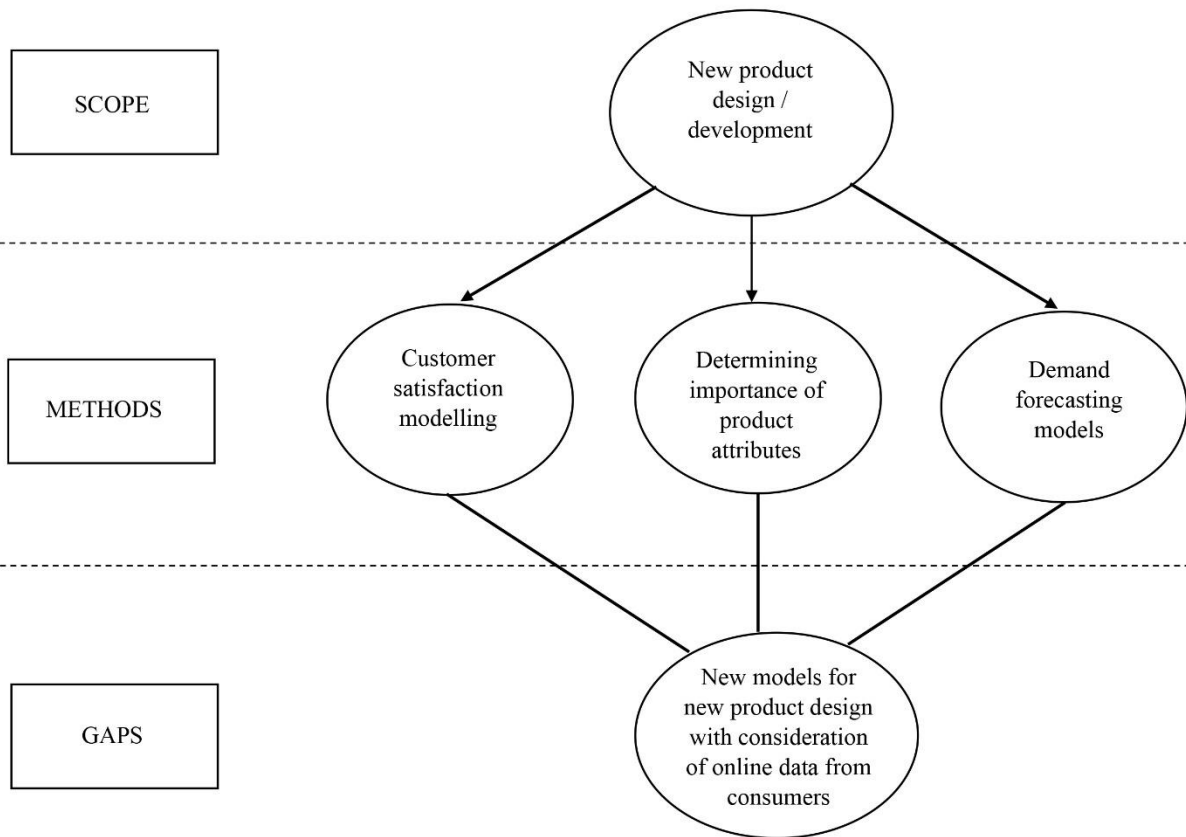 SCOPE
New product
design /
development
METHODS
Customer
satisfaction
modelling
Determining
importance of
product
attributes
Demand
forecasting
models
GAPS
New models for
new product design
with consideration
of online data from
consumers